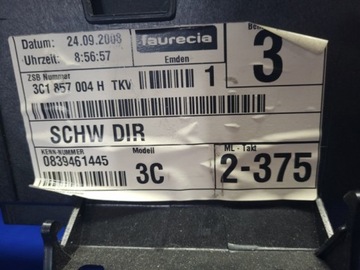 Datum: 24.09.2008
faurecia
Uhrzeit: 8:56:57
Emden
3
ZSB Nummer
3C1 857 004 H TKV
1
SCHW DIR
KENN-NUMMER
0839461445
Modell
3C
ML - Takt
2-375